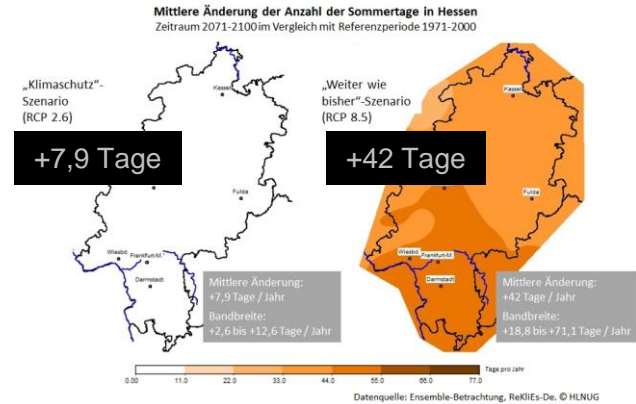 Mittlere Änderung der Anzahl der Sommertage in Hessen
Zeitraum 2071-2100 im Vergleich mit Referenzperiode 1971-2000
„Klimaschutz“-
Szenario
(RCP 2.6)
+7,9 Tage
Kassel
Fulda
Wiesbd.
Frankfurt-M.
Darmstadt
Mittlere Änderung:
+7,9 Tage / Jahr
Bandbreite:
+2,6 bis +12,6 Tage / Jahr
„Weiter wie
bisher“-Szenario
(RCP 8.5)
+42 Tage
Kassel
Fulda
Wiesbd.
Frankfurt-M.
Darmstadt
Mittlere Änderung:
+42 Tage / Jahr
Bandbreite:
+18,8 bis +71,1 Tage / Jahr
Tage pro Jahr
0.00 11.0 22.0 33.0 44.0 55.0 66.0 77.0
Datenquelle: Ensemble-Betrachtung, ReKliEs-De. © HLNUG